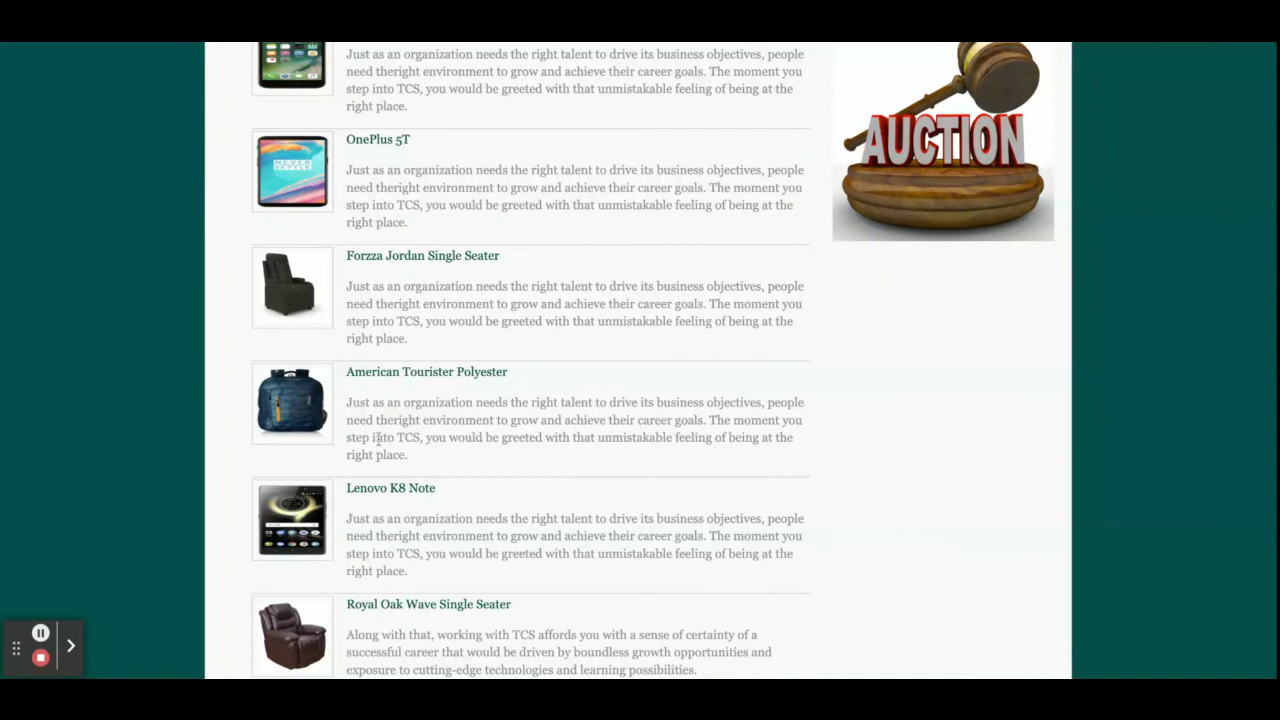 Just as an organization needs the right talent to drive its business objectives, people
need theright environment to grow and achieve their career goals. The moment you
step into TCS, you would be greeted with that unmistakable feeling of being at the
right place.
AUCTION
OnePlus 5T
NEVER
SETTLE
Just as an organization needs the right talent to drive its business objectives, people
need theright environment to grow and achieve their career goals. The moment you
step into TCS, you would be greeted with that unmistakable feeling of being at the
right place.
Forzza Jordan Single Seater
Just as an organization needs the right talent to drive its business objectives, people
need theright environment to grow and achieve their career goals. The moment you
step into TCS, you would be greeted with that unmistakable feeling of being at the
right place.
American Tourister Polyester
Just as an organization needs the right talent to drive its business objectives, people
need theright environment to grow and achieve their career goals. The moment you
step into TCS, you would be greeted with that unmistakable feeling of being at the
right place.
Lenovo K8 Note
Just as an organization needs the right talent to drive its business objectives, people
need theright environment to grow and achieve their career goals. The moment you
step into TCS, you would be greeted with that unmistakable feeling of being at the
right place.
Royal Oak Wave Single Seater
Along with that, working with TCS affords you with a sense of certainty of a
successful career that would be driven by boundless growth opportunities and
exposure to cutting-edge technologies and learning possibilities.